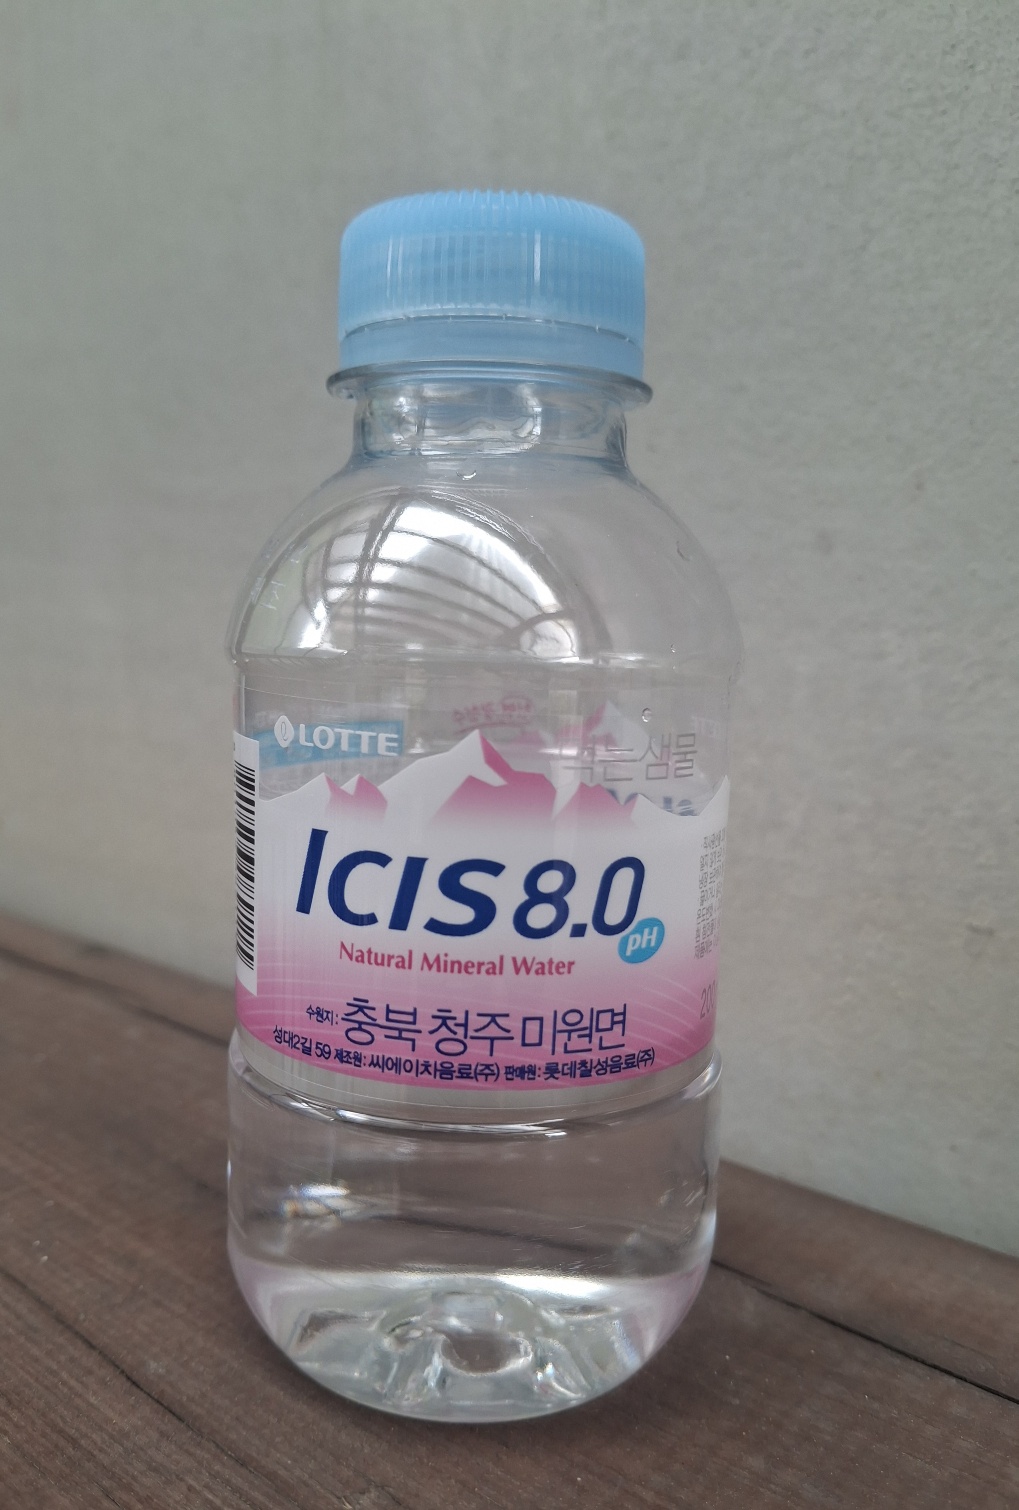 LOTTE
먹는샘물
ICIS 8.0
pH
Natural Mineral Water
수원지: 충북 청주 미원면
성대2길 59 제조원: 씨에이치음료(주) 판매원: 롯데칠성음료(주)